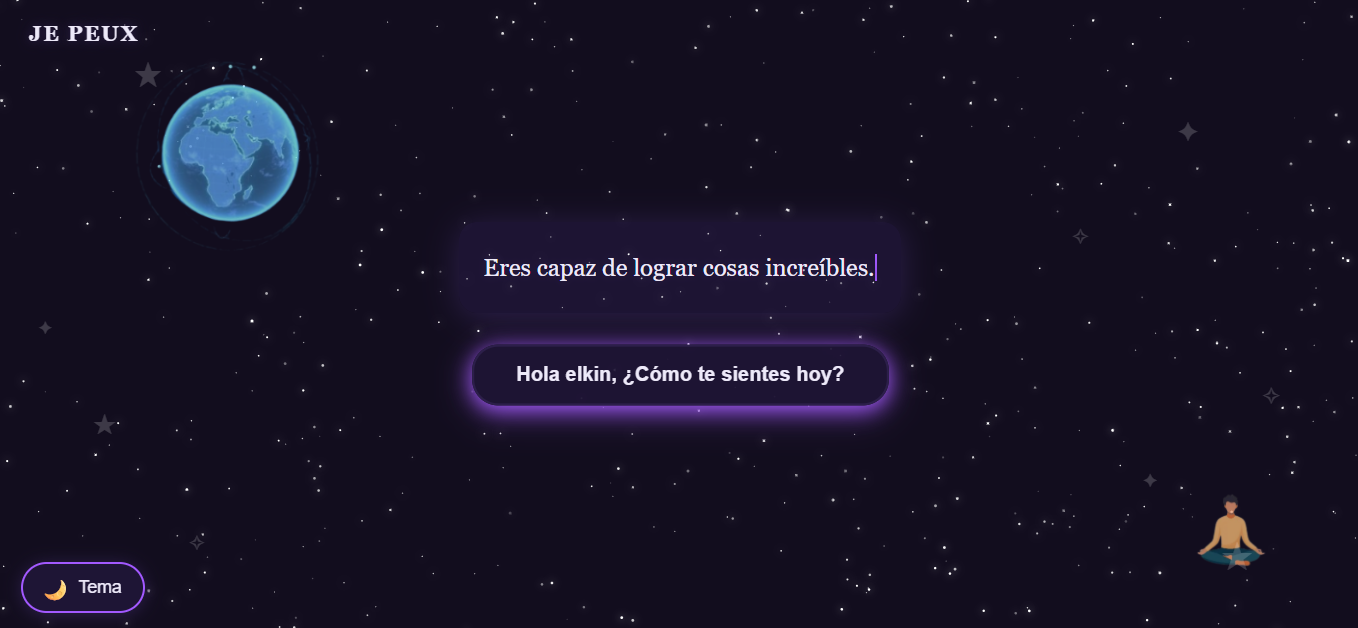 JE PEUX
Eres capaz de lograr cosas increíbles.
Hola elkin, ¿Cómo te sientes hoy?
Tema